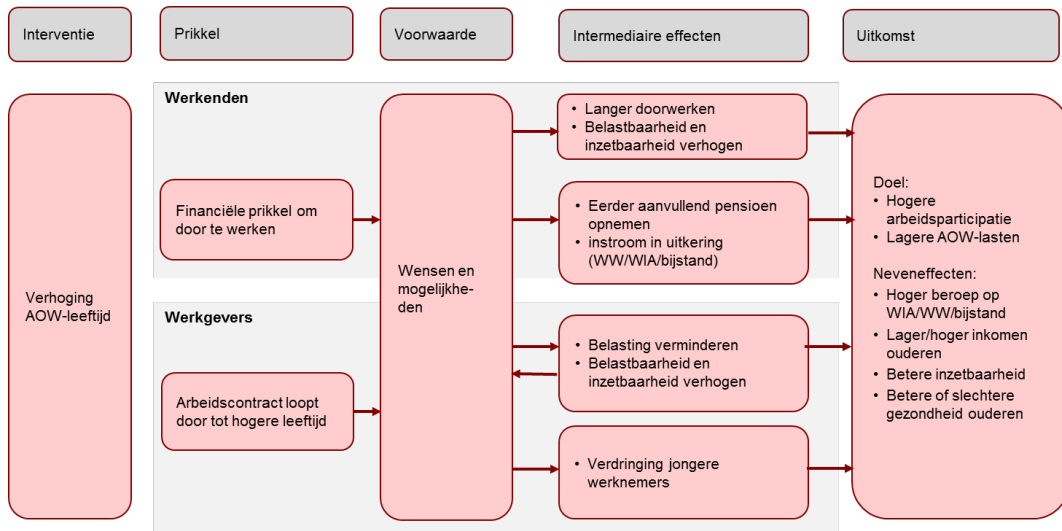 Interventie
Prikkel
Voorwaarde
Intermediaire effecten
Uitkomst
Verhoging
AOW-leeftijd
Werkenden
Financiële prikkel om
door te werken
Werkgevers
Arbeidscontract loopt
door tot hogere leeftijd
Wensen en
mogelijkhe-
den
• Langer doorwerken
• Belastbaarheid en
inzetbaarheid verhogen
• Eerder aanvullend pensioen
opnemen
• instroom in uitkering
(WW/WIA/bijstand)
• Belasting verminderen
• Belastbaarheid en
inzetbaarheid verhogen
• Verdringing jongere
werknemers
Doel:
• Hogere
arbeidsparticipatie
• Lagere AOW-lasten
Neveneffecten:
• Hoger beroep op
WIA/WW/bijstand
• Lager/hoger inkomen
ouderen
• Betere inzetbaarheid
• Betere of slechtere
gezondheid ouderen